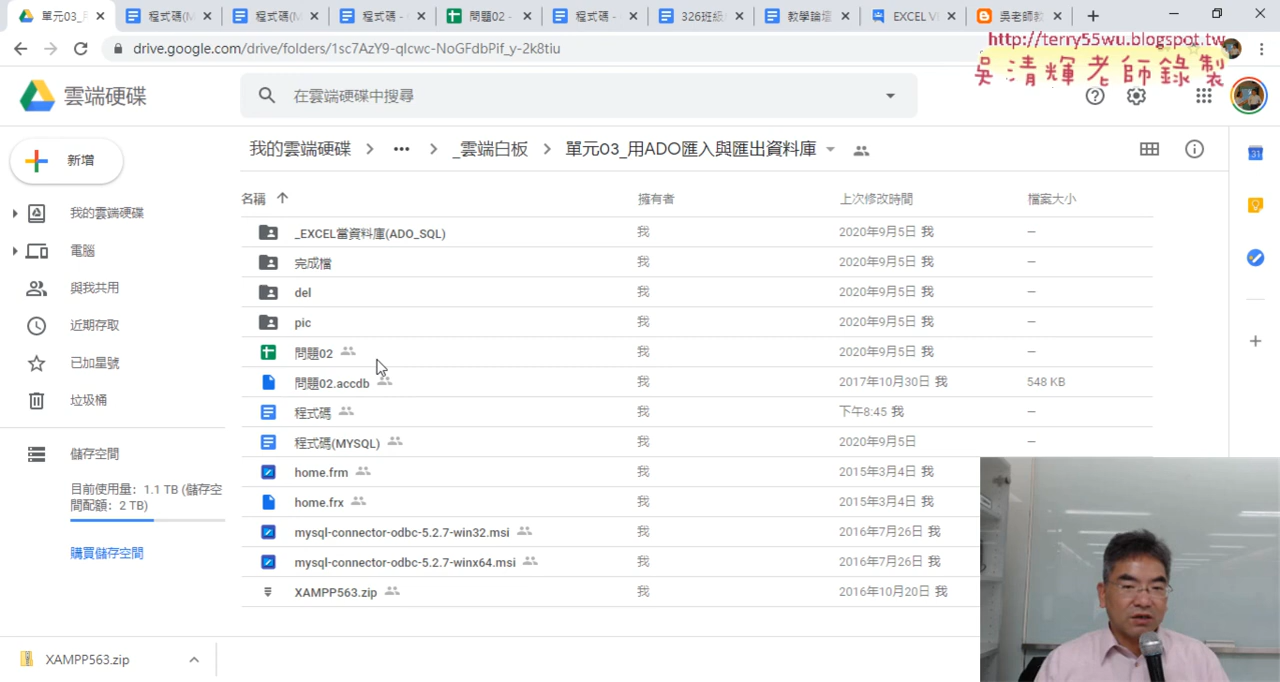 單元03_用
程式碼(M
程式碼(M
程式碼 -
問題02 -
程式碼 -
326班級
教學論壇
EXCEL V
吳老師教
drive.google.com/drive/folders/1sc7AzY9-qlcwc-NoGFdbPif_y-2k8tiu
http://terry55wu.blogspot.tw
吳清輝老師錄製
雲端硬碟
在雲端硬碟中搜尋
新增
我的雲端硬碟
電腦
與我共用
近期存取
已加星號
垃圾桶
儲存空間
目前使用量：1.1 TB (儲存空
間配額：2 TB)
購買儲存空間
我的雲端硬碟 > ••• > _雲端白板 > 單元03_用ADO匯入與匯出資料庫
31
名稱 擁有者 上次修改時間 檔案大小
_EXCEL當資料庫(ADO_SQL) 我 2020年9月5日 我 —
完成檔 我 2020年9月5日 我 —
del 我 2020年9月5日 我 —
pic 我 2020年9月5日 我 —
問題02 我 2020年9月5日 我 —
問題02.accdb 我 2017年10月30日 我 548 KB
程式碼 我 下午8:45 我 —
程式碼(MYSQL) 我 2020年9月5日 —
home.frm 我 2015年3月4日 我
home.frx 我 2015年3月4日 我
mysql-connector-odbc-5.2.7-win32.msi 我 2016年7月26日 我
mysql-connector-odbc-5.2.7-winx64.msi 我 2016年7月26日 我
XAMPP563.zip 我 2016年10月20日 我
XAMPP563.zip